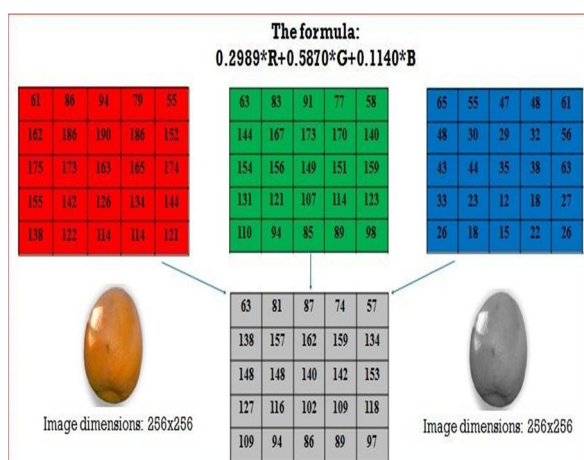 The formula:
0.2989*R+0.5870*G+0.1140*B
61 86 94 79 55
162 186 190 186 152
175 173 163 165 174
155 142 126 134 144
138 122 114 114 121
63 83 91 77 58
144 167 173 170 140
154 156 149 151 159
131 121 107 114 123
110 94 85 89 98
65 55 47 48 61
48 30 29 32 56
43 44 35 38 63
33 23 12 18 27
26 18 15 22 26
63 81 87 74 57
138 157 162 159 134
148 148 140 142 153
127 116 102 109 118
109 94 86 89 97
Image dimensions: 256x256
Image dimensions: 256x256